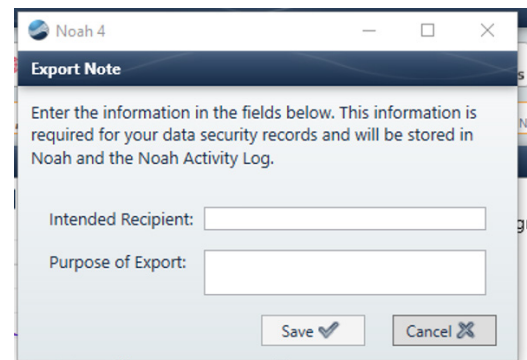 Noah 4
Export Note
Enter the information in the fields below. This information is
required for your data security records and will be stored in
Noah and the Noah Activity Log.
Intended Recipient:
Purpose of Export:
Save
Cancel